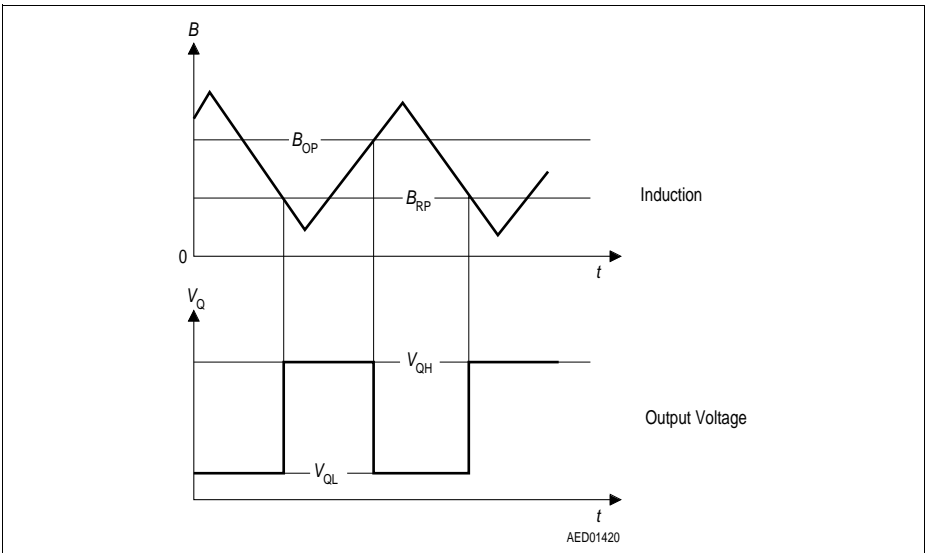 B
B_OP
B_RP
Induction
0
t
V_Q
V_QH
Output Voltage
V_QL
t
AED01420